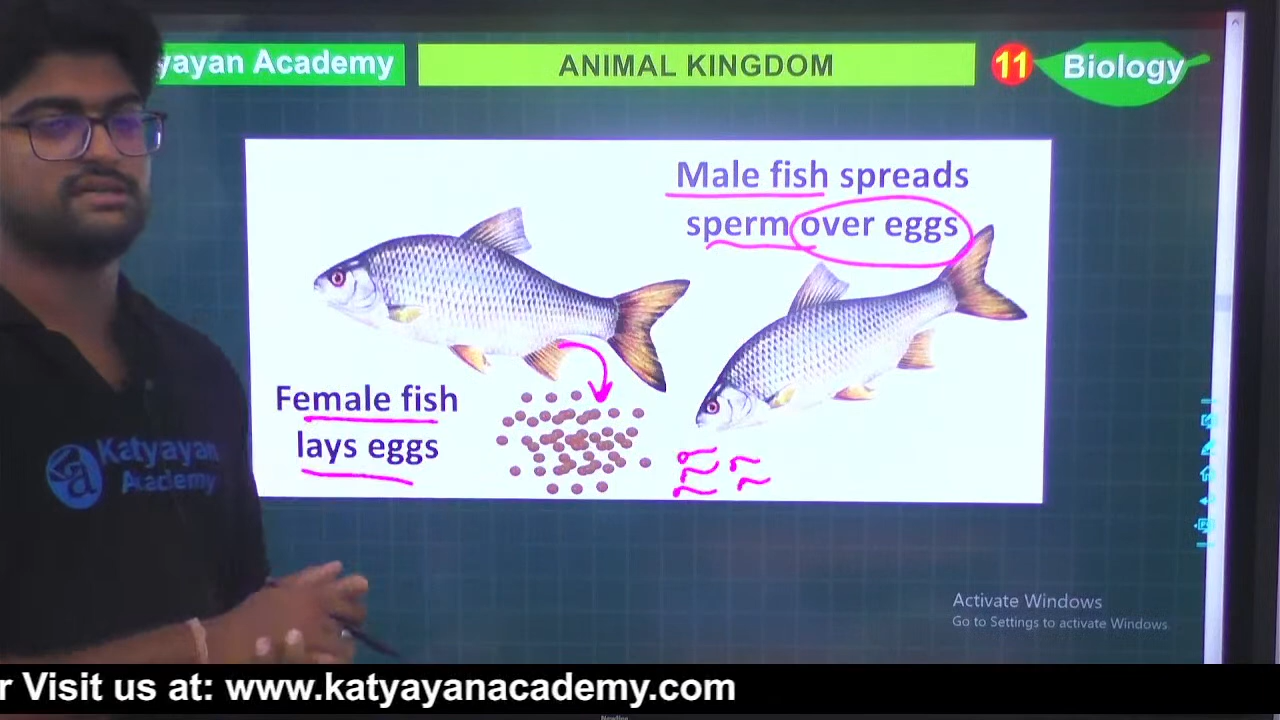 yayan Academy
ANIMAL KINGDOM
11
Biology
Male fish spreads
sperm over eggs
Female fish
lays eggs
Katyayan
Academy
Activate Windows
Go to Settings to activate Windows.
r Visit us at: www.katyayanacademy.com